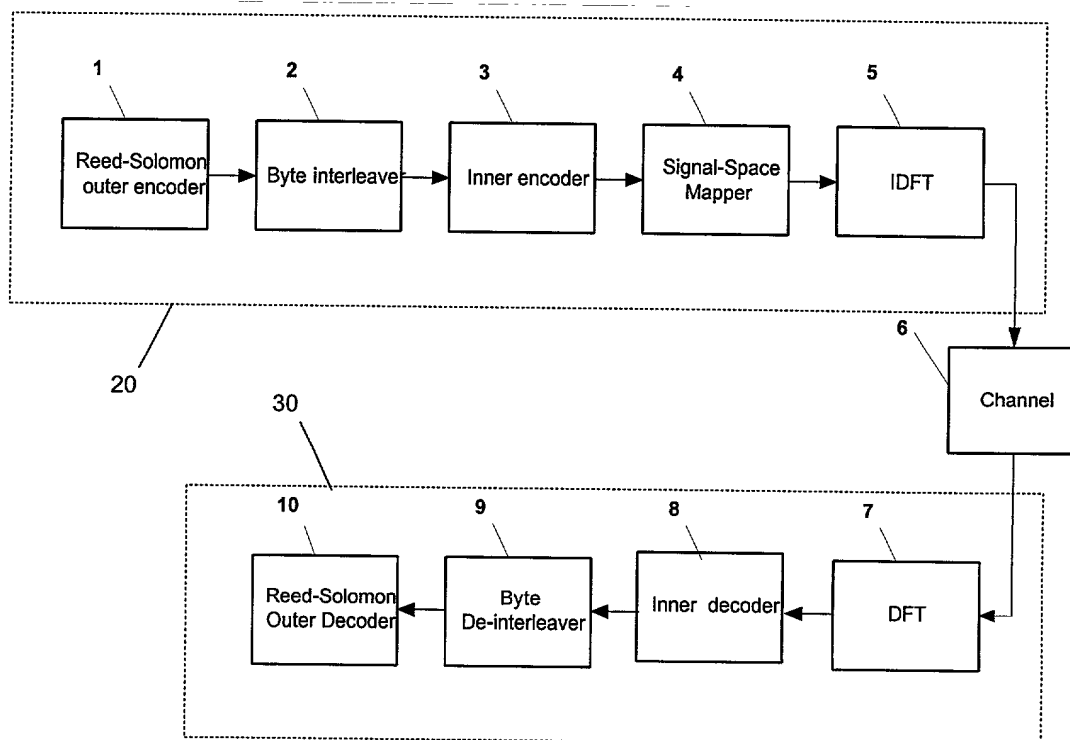 1
2
3
4
5
Reed-Solomon
outer encoder
Byte interleaver
Inner encoder
Signal-Space
Mapper
IDFT
20
6
Channel
30
10
9
8
7
Reed-Solomon
Outer Decoder
Byte
De-interleaver
Inner decoder
DFT